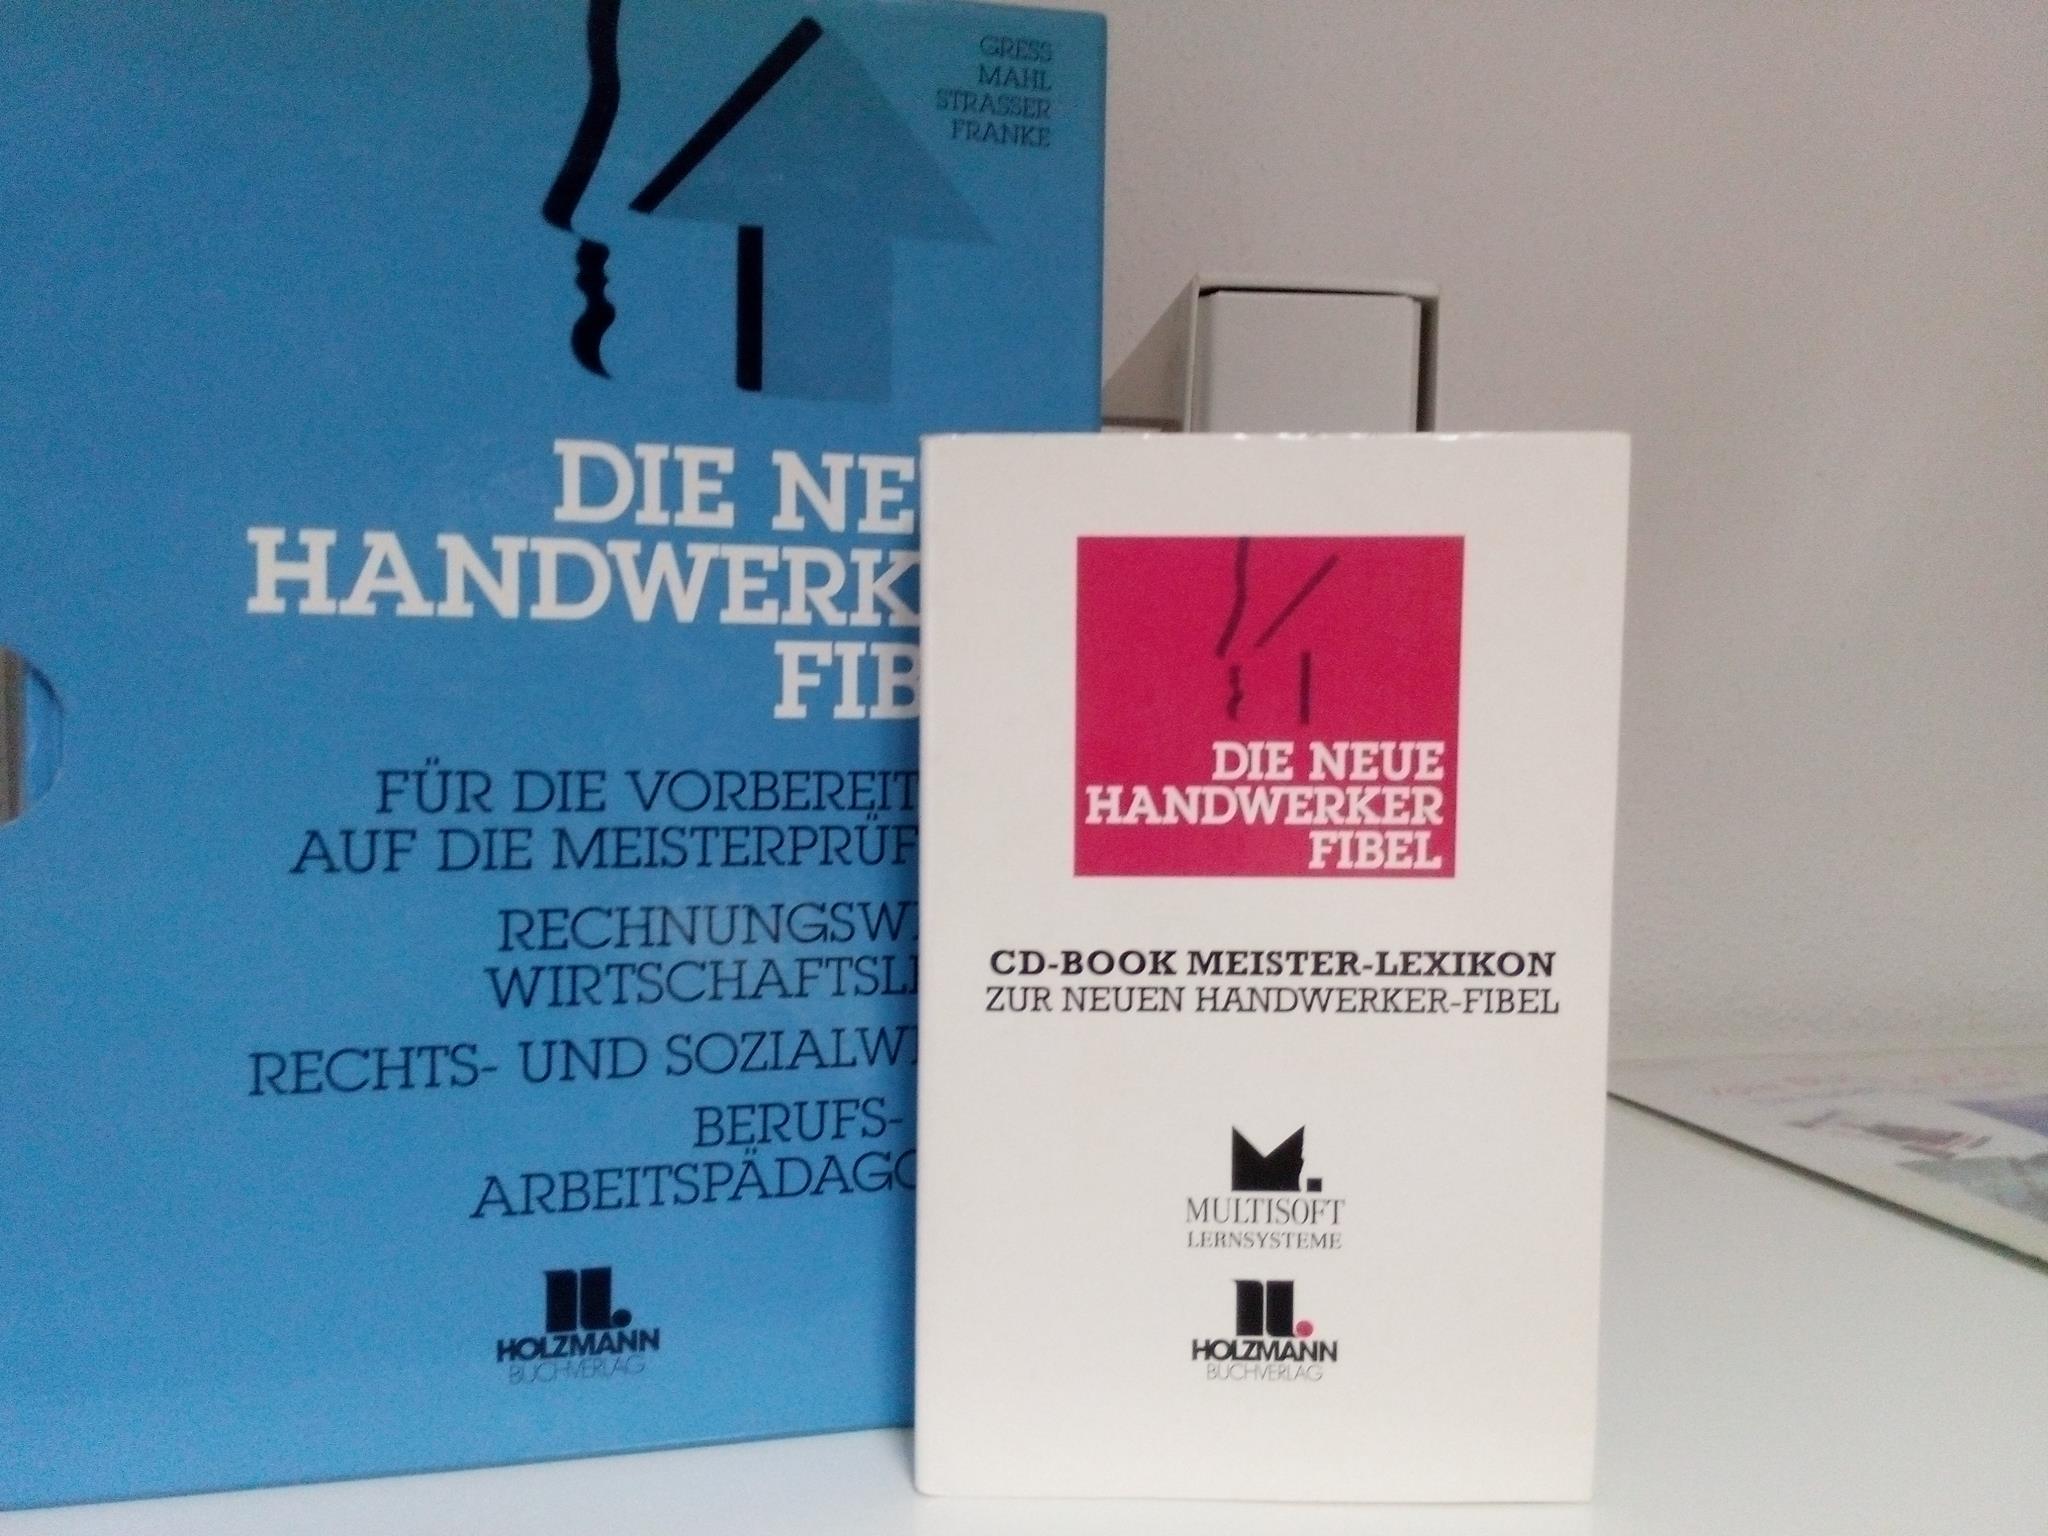 GRESS
MAHL
STRASSER
FRANKE
DIE NE
HANDWERK
FIB
FÜR DIE VORBEREIT
AUF DIE MEISTERPRÜF
RECHNUNGSW
WIRTSCHAFTSL
RECHTS- UND SOZIALW
BERUFS-
ARBEITSPÄDAGO
HOLZMANN
BUCHVERLAG
DIE NEUE
HANDWERKER
FIBEL
CD-BOOK MEISTER-LEXIKON
ZUR NEUEN HANDWERKER-FIBEL
MULTISOFT
LERNSYSTEME
HOLZMANN
BUCHVERLAG